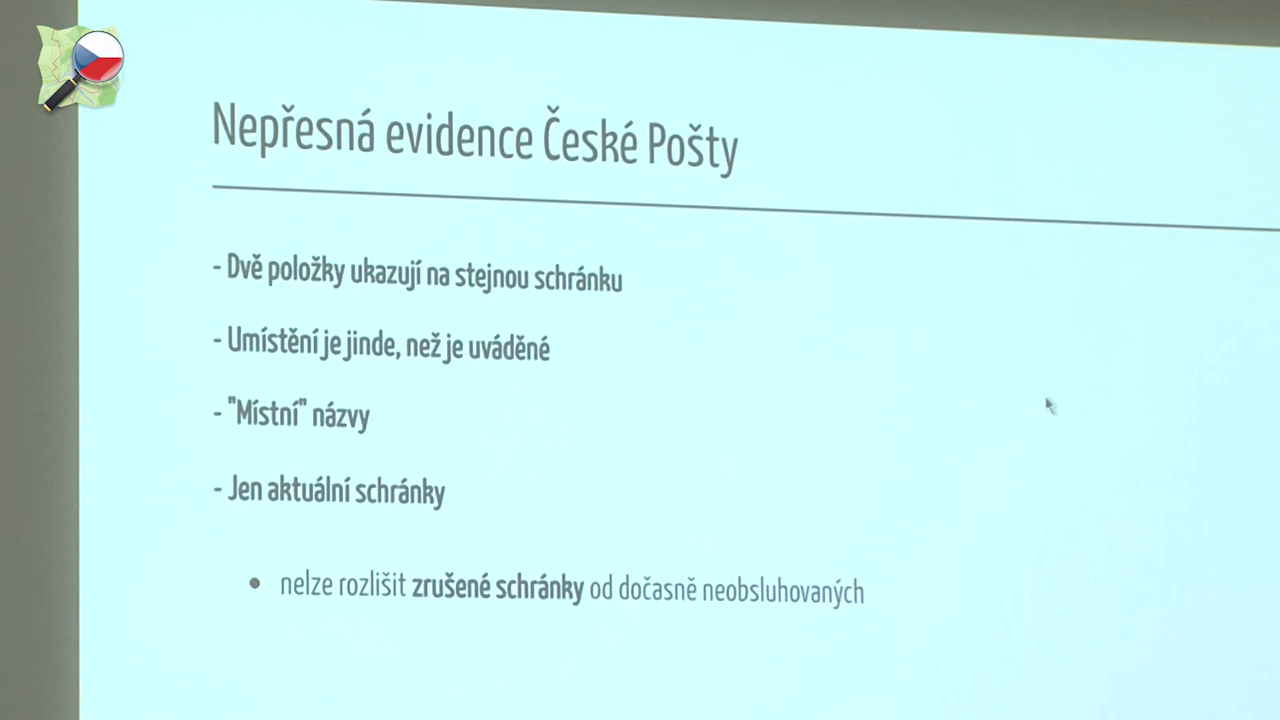 Nepřesná evidence České Pošty
- Dvě položky ukazují na stejnou schránku
- Umístění je jinde, než je uváděné
- "Místní" názvy
- Jen aktuální schránky
• nelze rozlišit zrušené schránky od dočasně neobsluhovaných